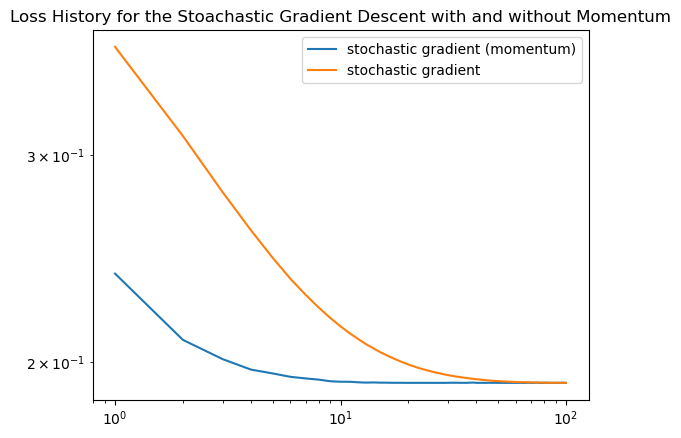 Loss History for the Stoachastic Gradient Descent with and without Momentum
stochastic gradient (momentum)
stochastic gradient
3 × 10⁻¹
2 × 10⁻¹
10⁰
10¹
10²